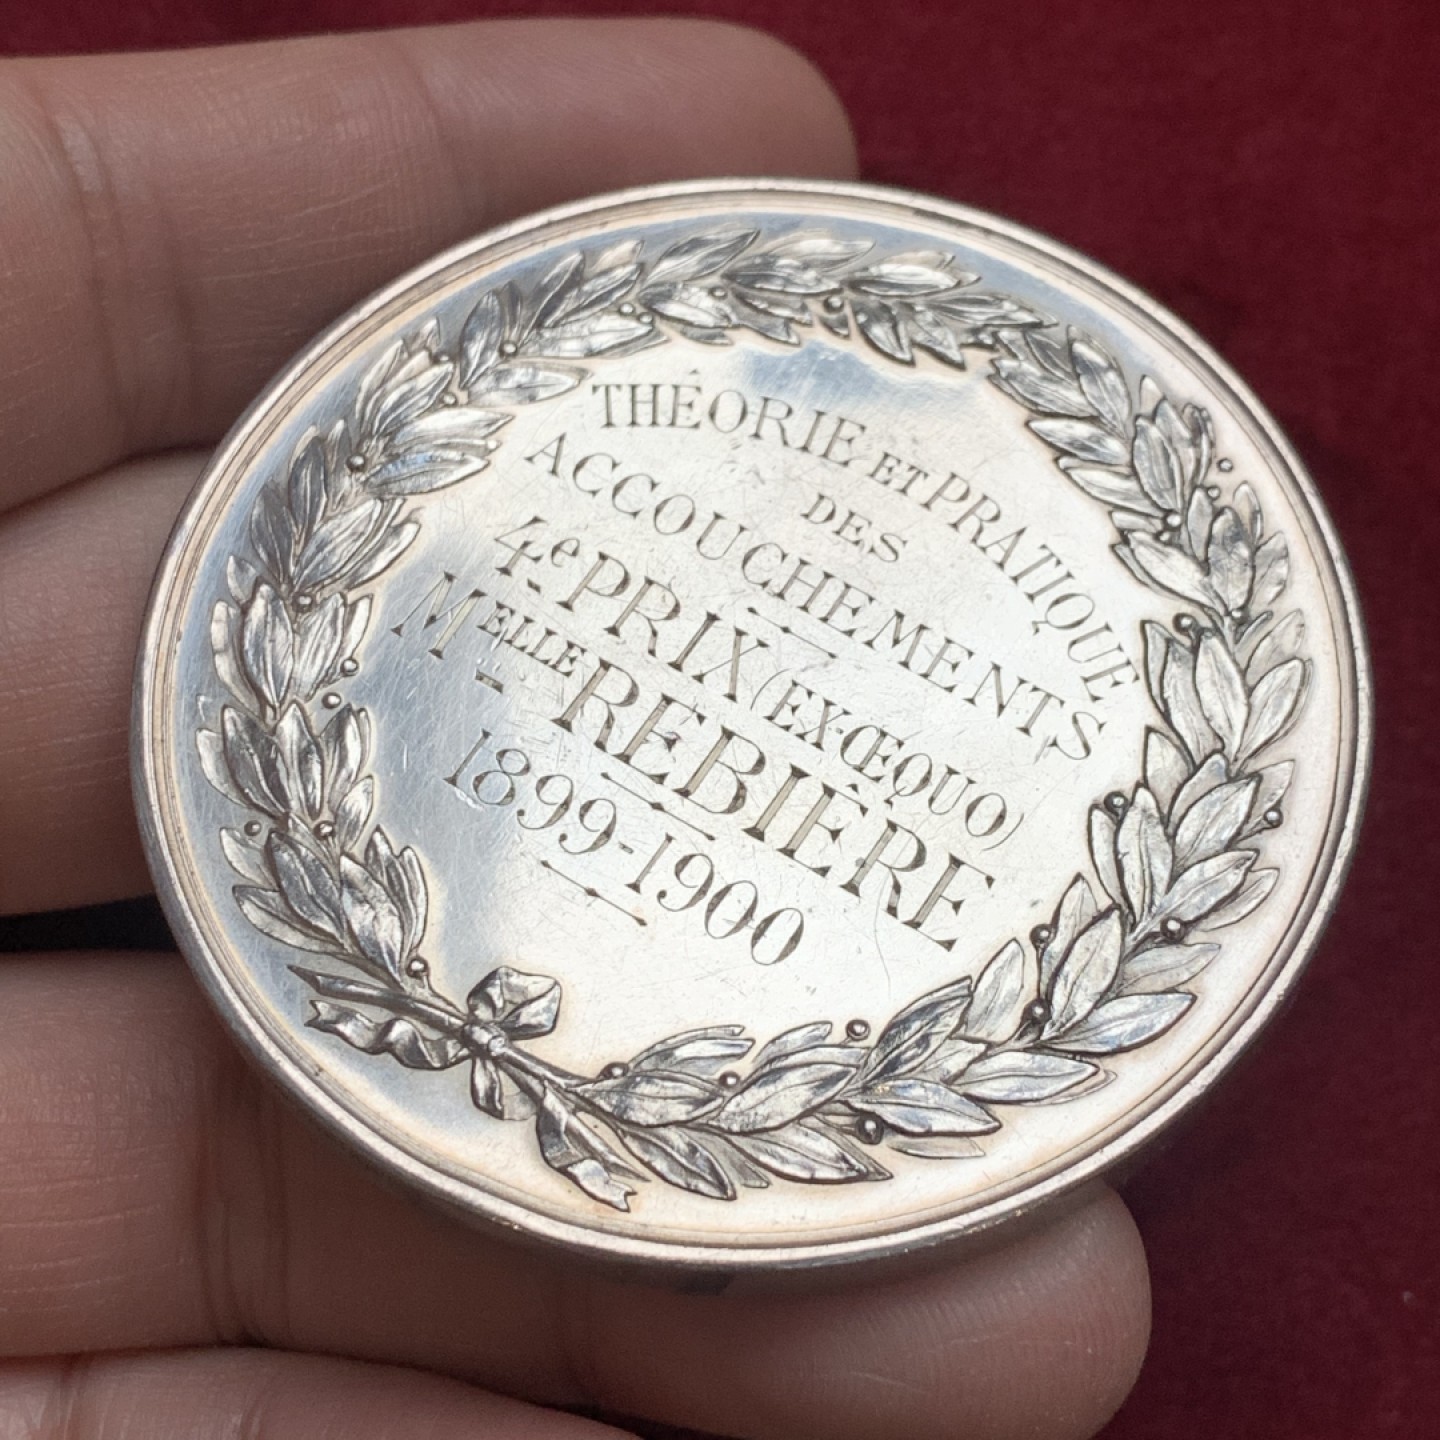 THÉORIE ET PRATIQUE
DES
ACCOUCHEMENTS
4e PRIX (EX-ŒQUO)
MELLE REBIÈRE
1899-1900